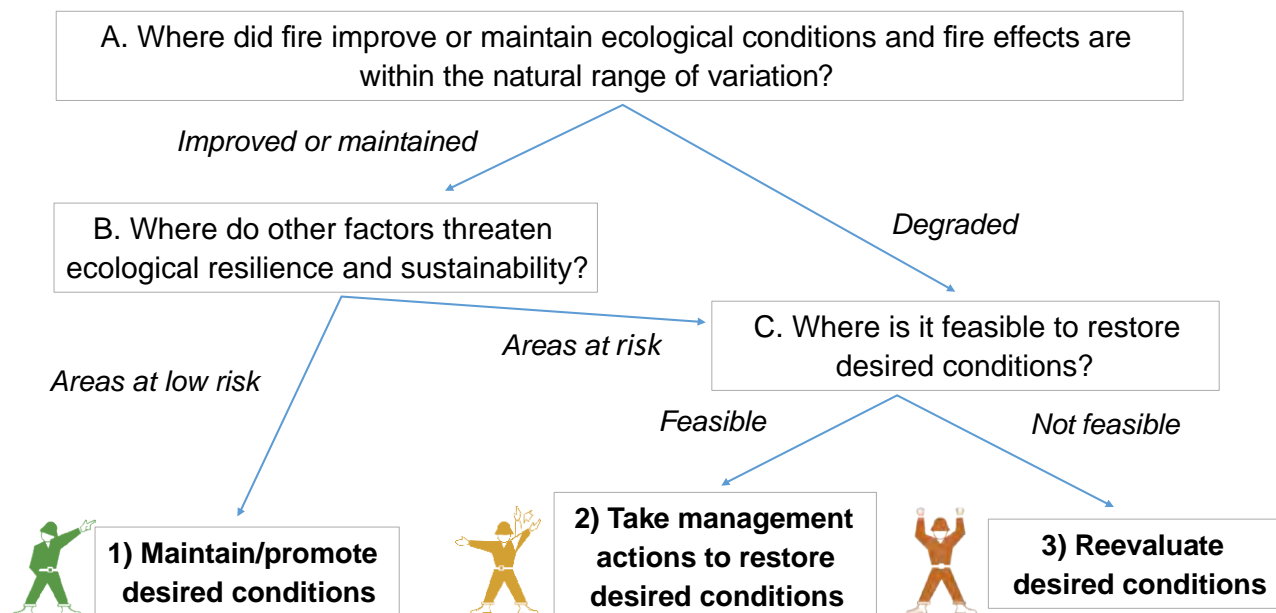 A. Where did fire improve or maintain ecological conditions and fire effects are
within the natural range of variation?
Improved or maintained
Degraded
B. Where do other factors threaten
ecological resilience and sustainability?
C. Where is it feasible to restore
desired conditions?
Areas at risk
Areas at low risk
Feasible
Not feasible
1) Maintain/promote
desired conditions
2) Take management
actions to restore
desired conditions
3) Reevaluate
desired conditions